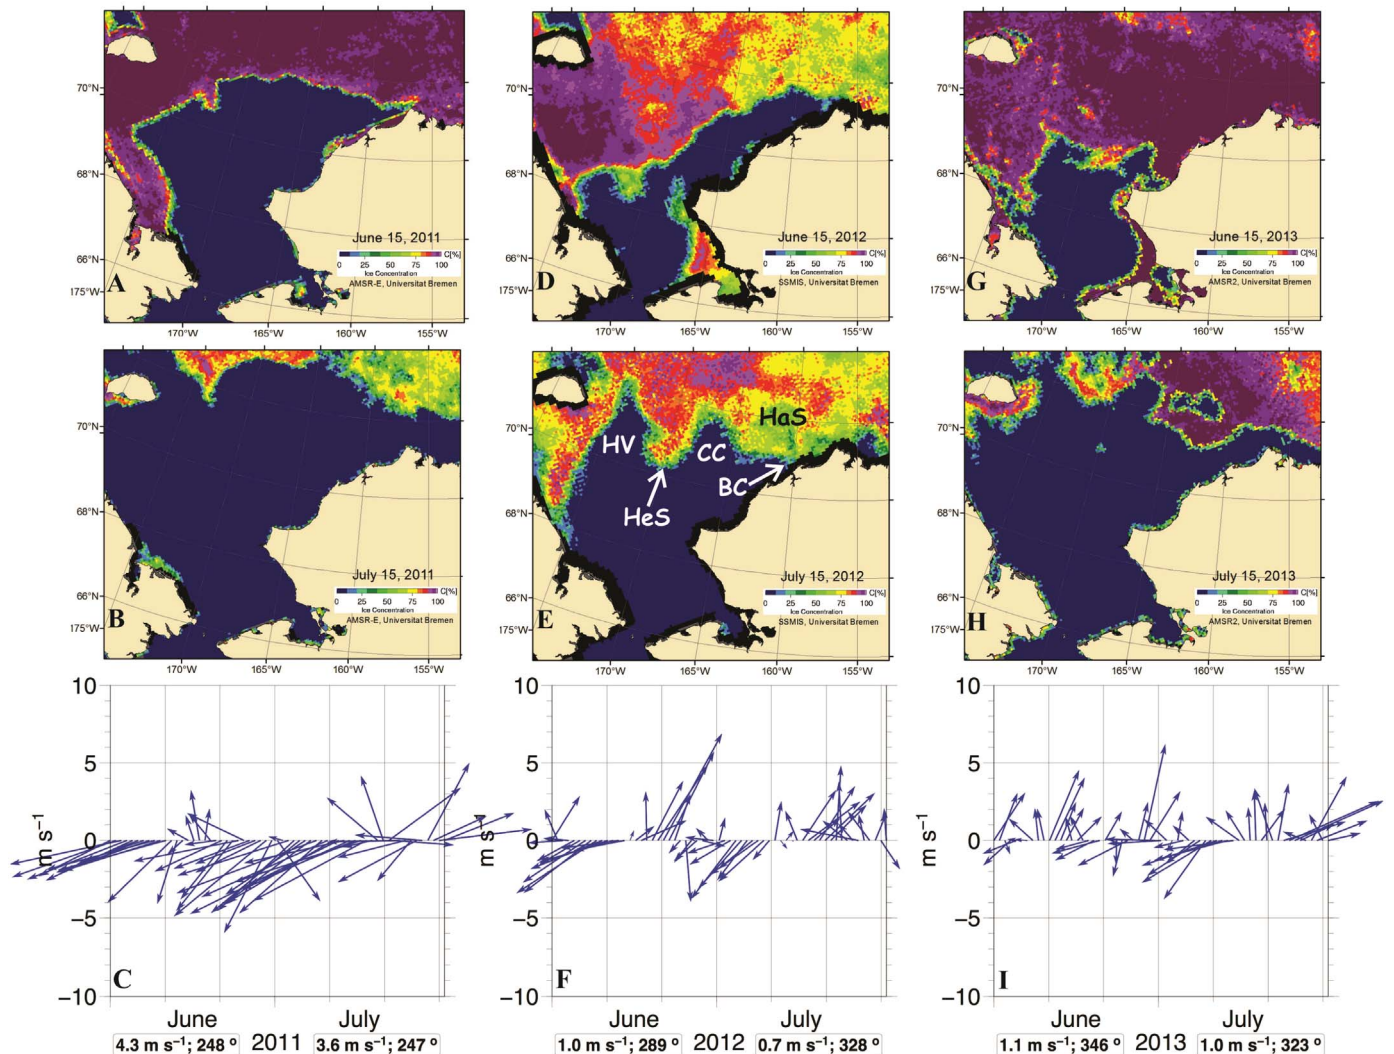 70°N
68°N
66°N
175°W
June 15, 2011
C[%]
0 25 50 75 100
Ice Concentration
AMSR-E, Universitat Bremen
A
170°W 165°W 160°W 155°W
70°N
68°N
66°N
175°W
June 15, 2012
C[%]
0 25 50 75 100
Ice Concentration
SSMIS, Universitat Bremen
D
170°W 165°W 160°W 155°W
70°N
68°N
66°N
175°W
June 15, 2013
C[%]
0 25 50 75 100
Ice Concentration
AMSR2, Universitat Bremen
G
170°W 165°W 160°W 155°W
70°N
68°N
66°N
175°W
July 15, 2011
C[%]
0 25 50 75 100
Ice Concentration
AMSR-E, Universitat Bremen
B
170°W 165°W 160°W 155°W
70°N
68°N
66°N
175°W
HaS
HV
CC
BC
HeS
July 15, 2012
C[%]
0 25 50 75 100
Ice Concentration
SSMIS, Universitat Bremen
E
170°W 165°W 160°W 155°W
70°N
68°N
66°N
175°W
July 15, 2013
C[%]
0 25 50 75 100
Ice Concentration
AMSR2, Universitat Bremen
H
170°W 165°W 160°W 155°W
10
5
0
−5
−10
m s⁻¹
C
June July
4.3 m s⁻¹; 248 º 2011 3.6 m s⁻¹; 247 º
10
5
0
−5
−10
m s⁻¹
F
June July
1.0 m s⁻¹; 289 º 2012 0.7 m s⁻¹; 328 º
10
5
0
−5
−10
m s⁻¹
I
June July
1.1 m s⁻¹; 346 º 2013 1.0 m s⁻¹; 323 º